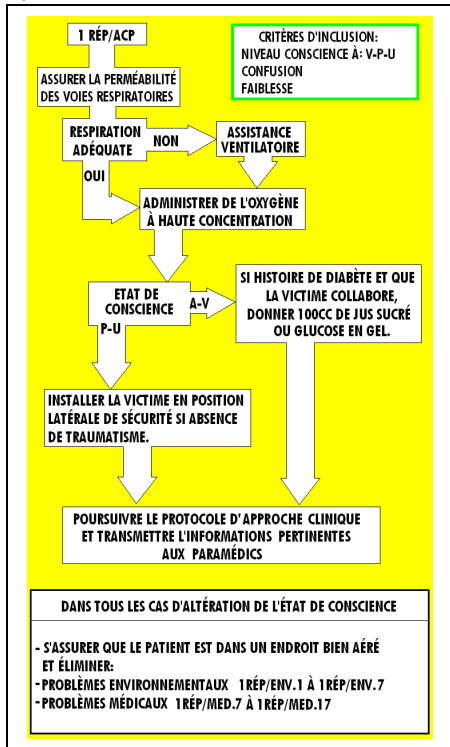 1 RÉP/ACP
CRITÈRES D'INCLUSION:
NIVEAU CONSCIENCE À: V-P-U
CONFUSION
FAIBLESSE
ASSURER LA PERMÉABILITÉ
DES VOIES RESPIRATOIRES
RESPIRATION
ADÉQUATE
NON
ASSISTANCE
VENTILATOIRE
OUI
ADMINISTRER DE L'OXYGÈNE
À HAUTE CONCENTRATION
ETAT DE
CONSCIENCE
A-V
P-U
SI HISTOIRE DE DIABÈTE ET QUE
LA VICTIME COLLABORE,
DONNER 100CC DE JUS SUCRÉ
OU GLUCOSE EN GEL.
INSTALLER LA VICTIME EN POSITION
LATÉRALE DE SÉCURITÉ SI ABSENCE
DE TRAUMATISME.
POURSUIVRE LE PROTOCOLE D'APPROCHE CLINIQUE
ET TRANSMETTRE L'INFORMATIONS PERTINENTES
AUX PARAMÉDICS
DANS TOUS LES CAS D'ALTÉRATION DE L'ÉTAT DE CONSCIENCE
- S'ASSURER QUE LE PATIENT EST DANS UN ENDROIT BIEN AÉRÉ
ET ÉLIMINER:
-PROBLÈMES ENVIRONNEMENTAUX 1RÉP/ENV.1 À 1RÉP/ENV.7
-PROBLÈMES MÉDICAUX 1RÉP/MED.7 À 1RÉP/MED.17